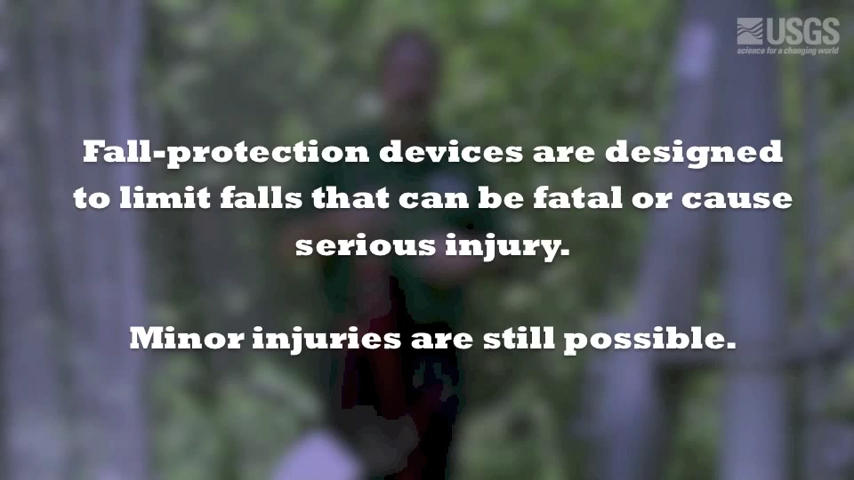 USGS
science for a changing world
Fall-protection devices are designed
to limit falls that can be fatal or cause
serious injury.
Minor injuries are still possible.